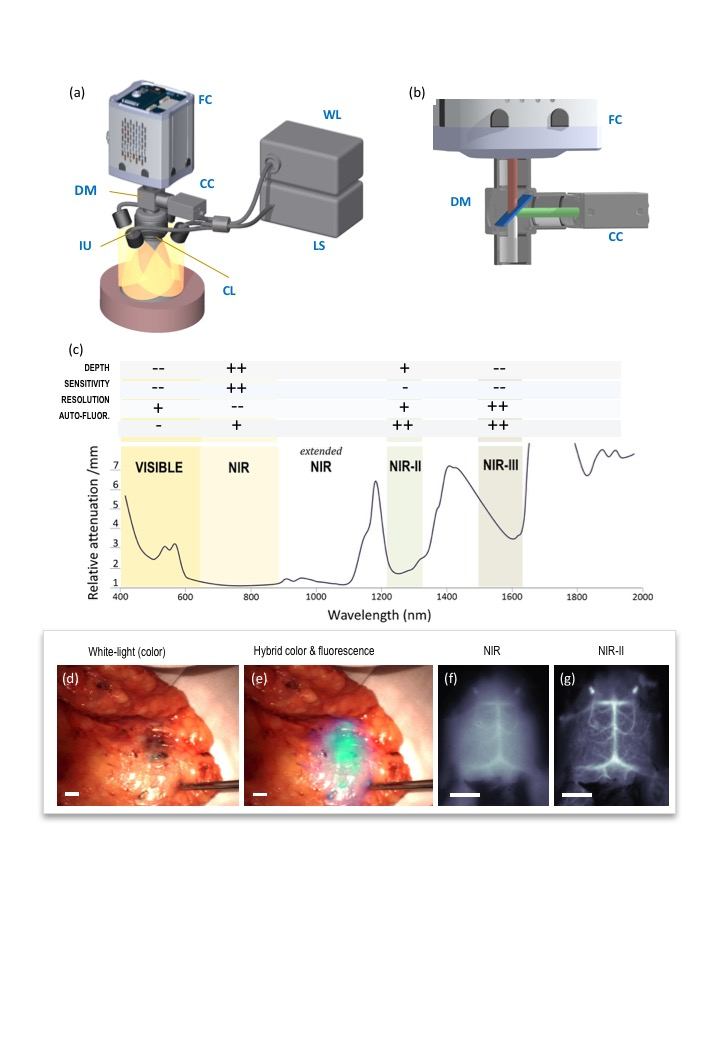 (a)
FC
WL
DM
CC
IU
LS
CL
(b)
FC
DM
CC
(c)
DEPTH -- ++ + --
SENSITIVITY -- ++ - --
RESOLUTION + -- + ++
AUTO-FLUOR. - + ++ ++
VISIBLE NIR extended NIR NIR-II NIR-III
Relative attenuation /mm
7
6
5
4
3
2
1
400 600 800 1000 1200 1400 1600 1800 2000
Wavelength (nm)
White-light (color) Hybrid color & fluorescence NIR NIR-II
(d) (e) (f) (g)